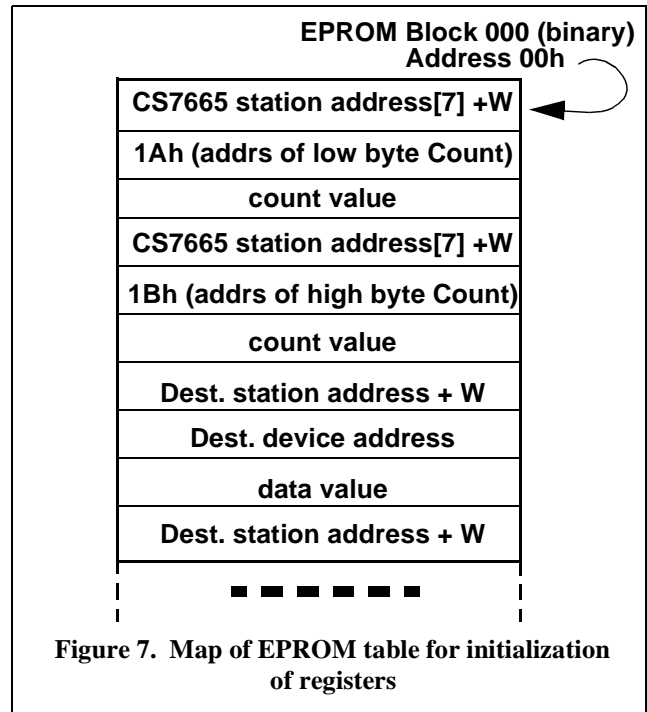 EPROM Block 000 (binary)
Address 00h
CS7665 station address[7] +W
1Ah (addrs of low byte Count)
count value
CS7665 station address[7] +W
1Bh (addrs of high byte Count)
count value
Dest. station address + W
Dest. device address
data value
Dest. station address + W
Figure 7. Map of EPROM table for initialization
of registers